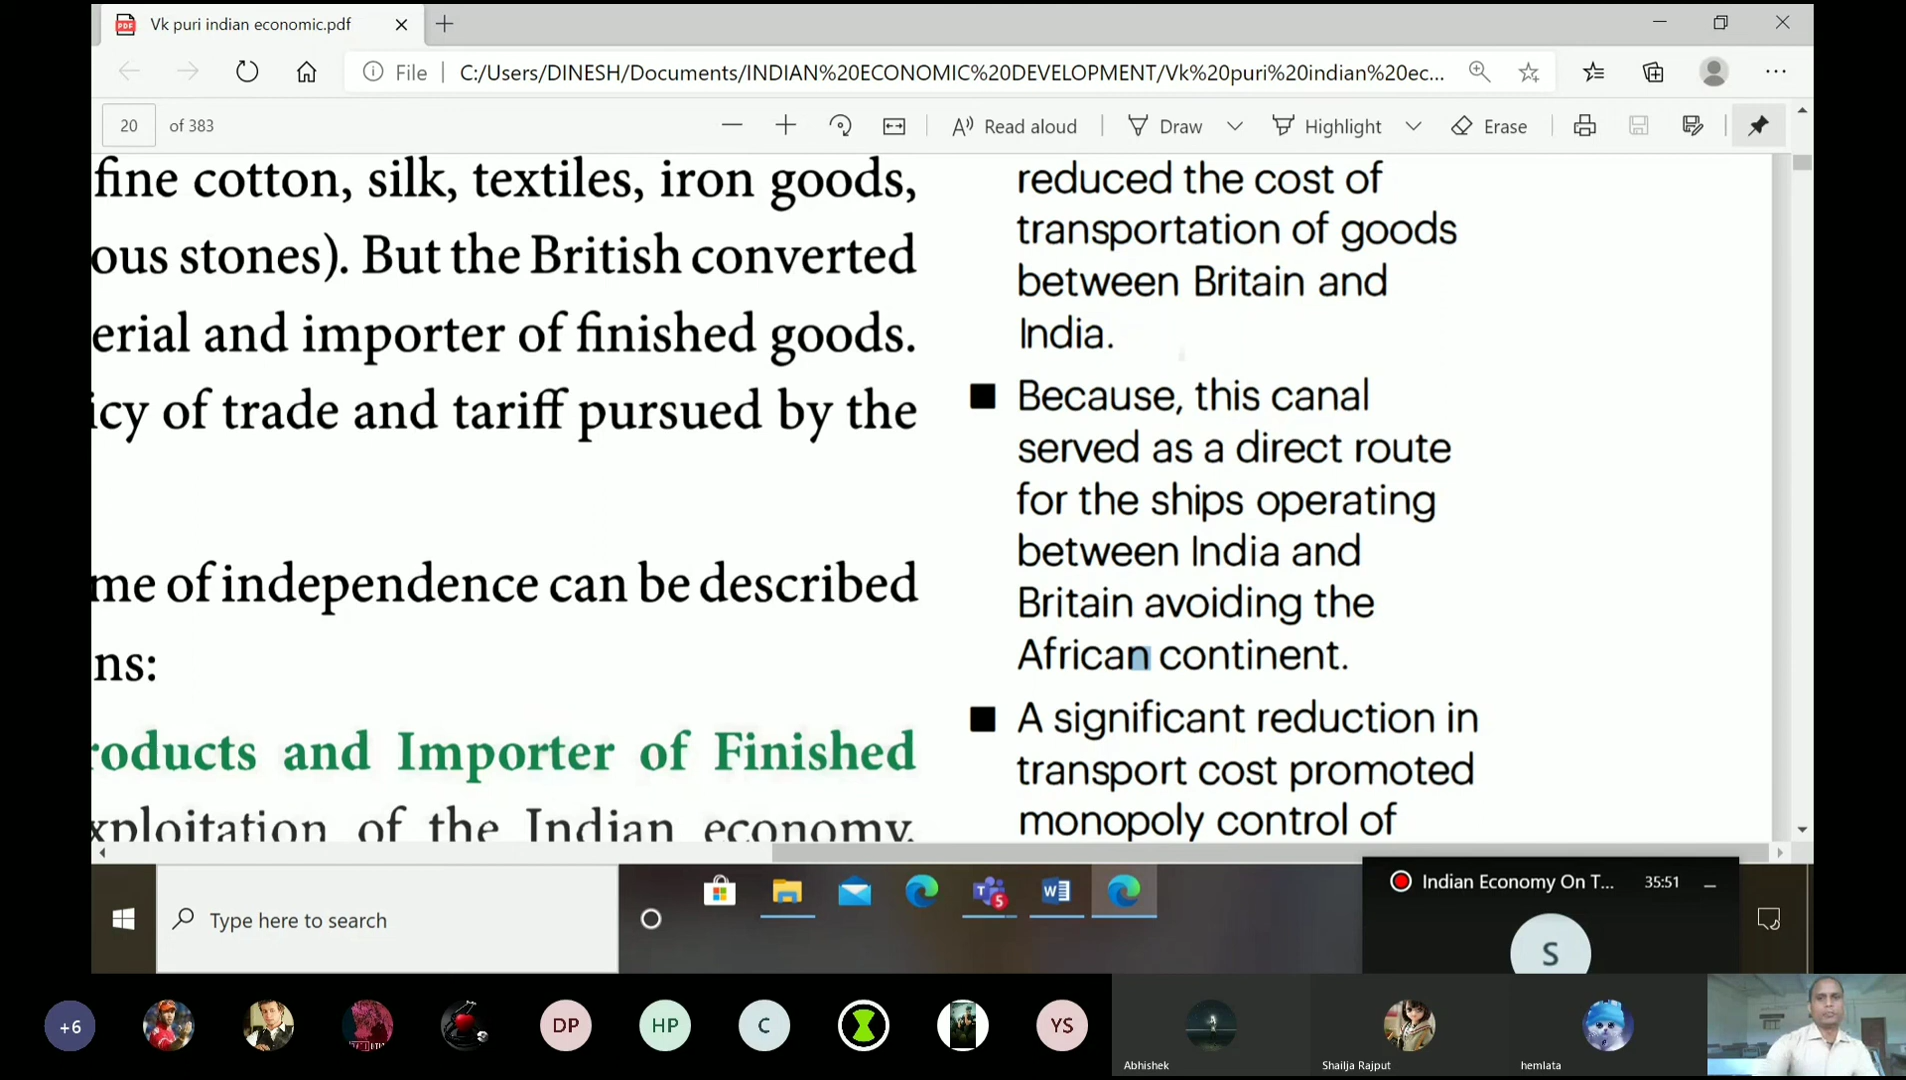 Vk puri indian economic.pdf
File
C:/Users/DINESH/Documents/INDIAN%20ECONOMIC%20DEVELOPMENT/Vk%20puri%20indian%20ec...
20 of 383
Read aloud
Draw
Highlight
Erase
fine cotton, silk, textiles, iron goods,
ous stones). But the British converted
erial and importer of finished goods.
icy of trade and tariff pursued by the
me of independence can be described
ns:
roducts and Importer of Finished
xploitation of the Indian economy.
reduced the cost of
transportation of goods
between Britain and
India.
■ Because, this canal
served as a direct route
for the ships operating
between India and
Britain avoiding the
African continent.
■ A significant reduction in
transport cost promoted
monopoly control of
Type here to search
5
Indian Economy On T...
35:51
S
+6
DP
HP
C
YS
Abhishek
Shailja Rajput
hemlata